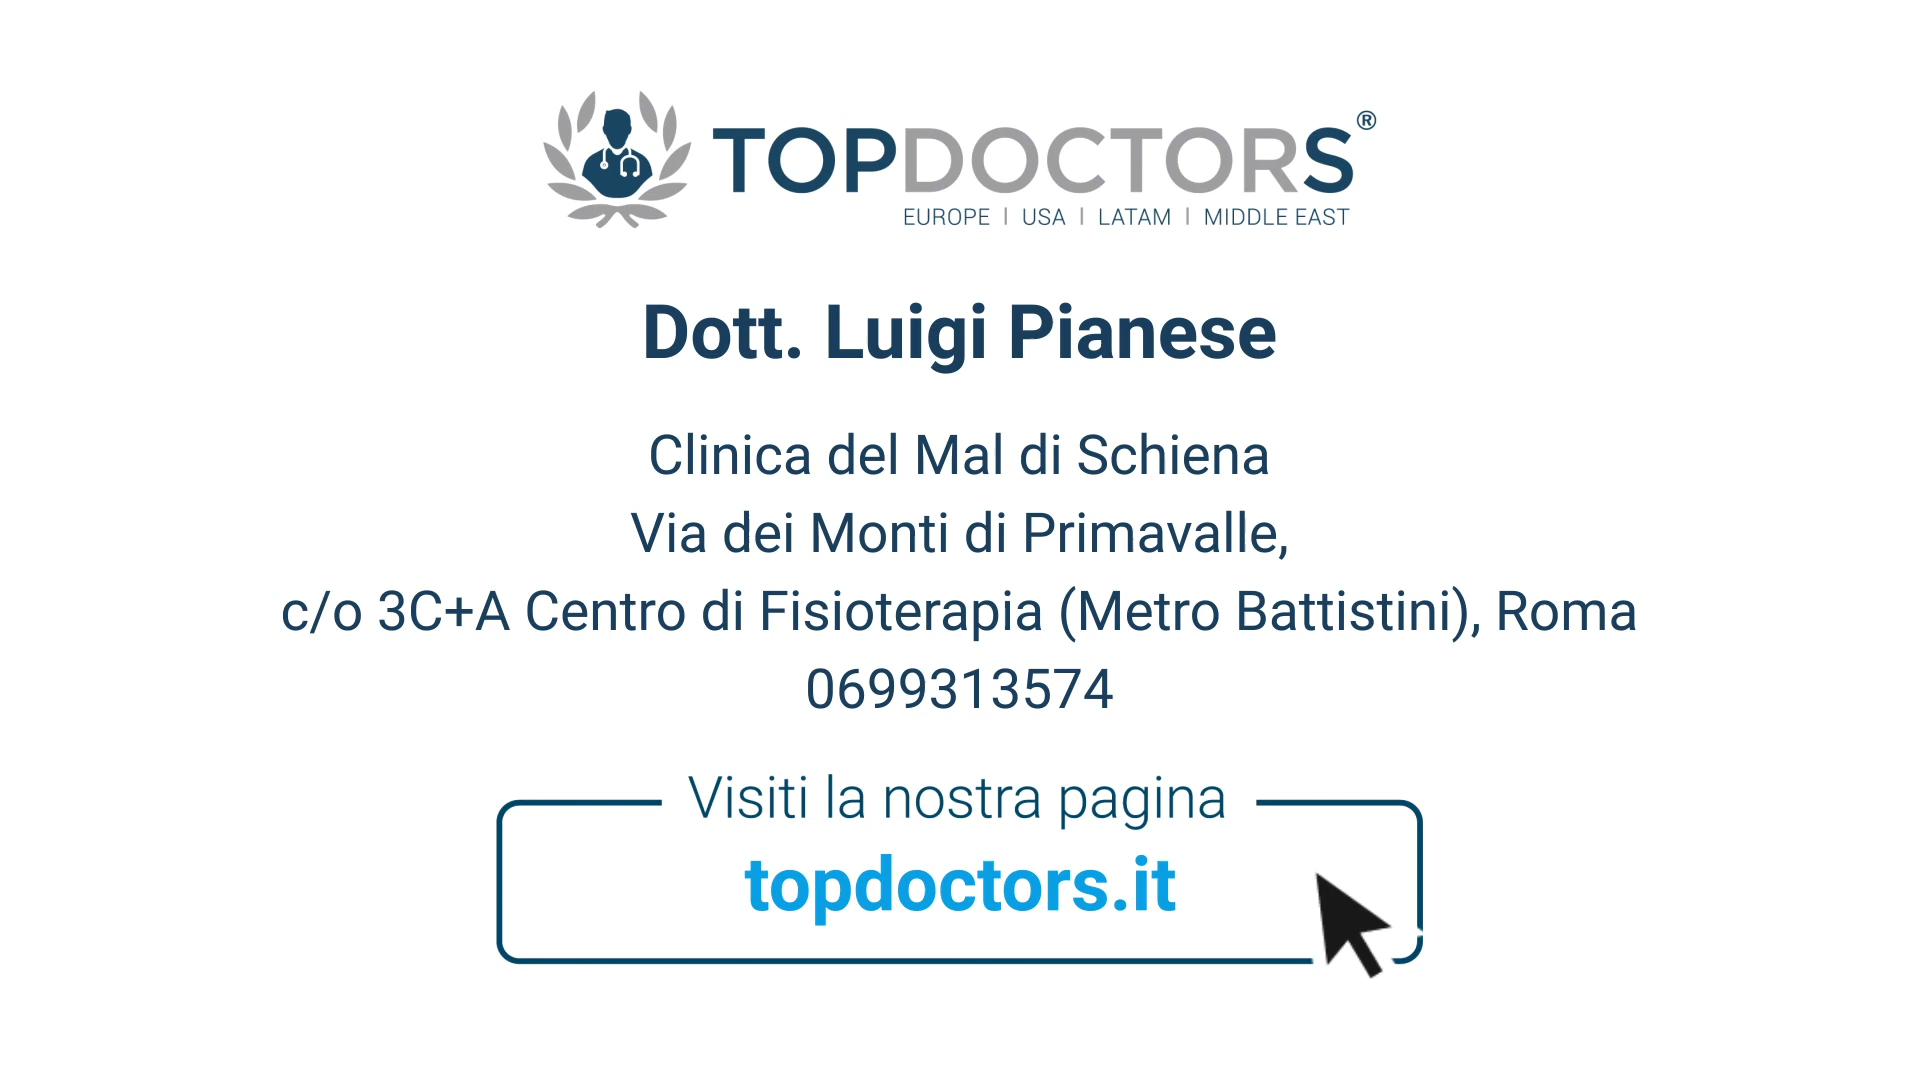 TOPDOCTORS®
EUROPE | USA | LATAM | MIDDLE EAST
Dott. Luigi Pianese
Clinica del Mal di Schiena
Via dei Monti di Primavalle,
c/o 3C+A Centro di Fisioterapia (Metro Battistini), Roma
0699313574
Visiti la nostra pagina
topdoctors.it